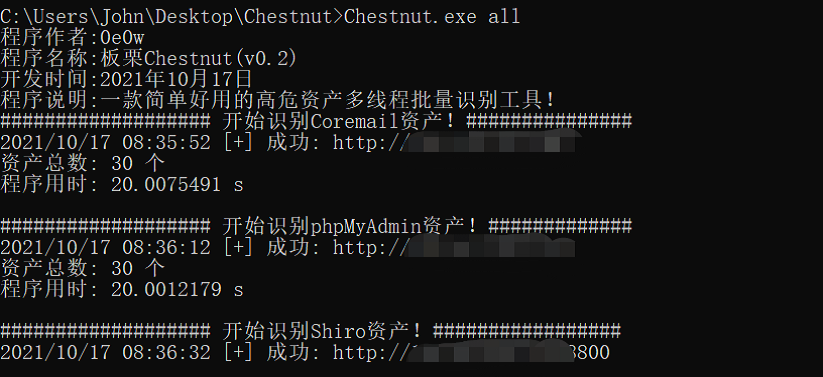 C:\Users\John\Desktop\Chestnut>Chestnut.exe all
程序作者:0e0w
程序名称:板栗Chestnut(v0.2)
开发时间:2021年10月17日
程序说明:一款简单好用的高危资产多线程批量识别工具!
################### 开始识别Coremail资产! ###############
2021/10/17 08:35:52 [+] 成功: http://
资产总数: 30 个
程序用时: 20.0075491 s
################### 开始识别phpMyAdmin资产! #############
2021/10/17 08:36:12 [+] 成功: http://
资产总数: 30 个
程序用时: 20.0012179 s
################### 开始识别Shiro资产! #################
2021/10/17 08:36:32 [+] 成功: http://